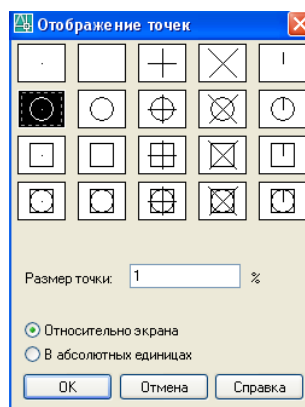 Отображение точек
Размер точки: 1 %
Относительно экрана
В абсолютных единицах
OK Отмена Справка